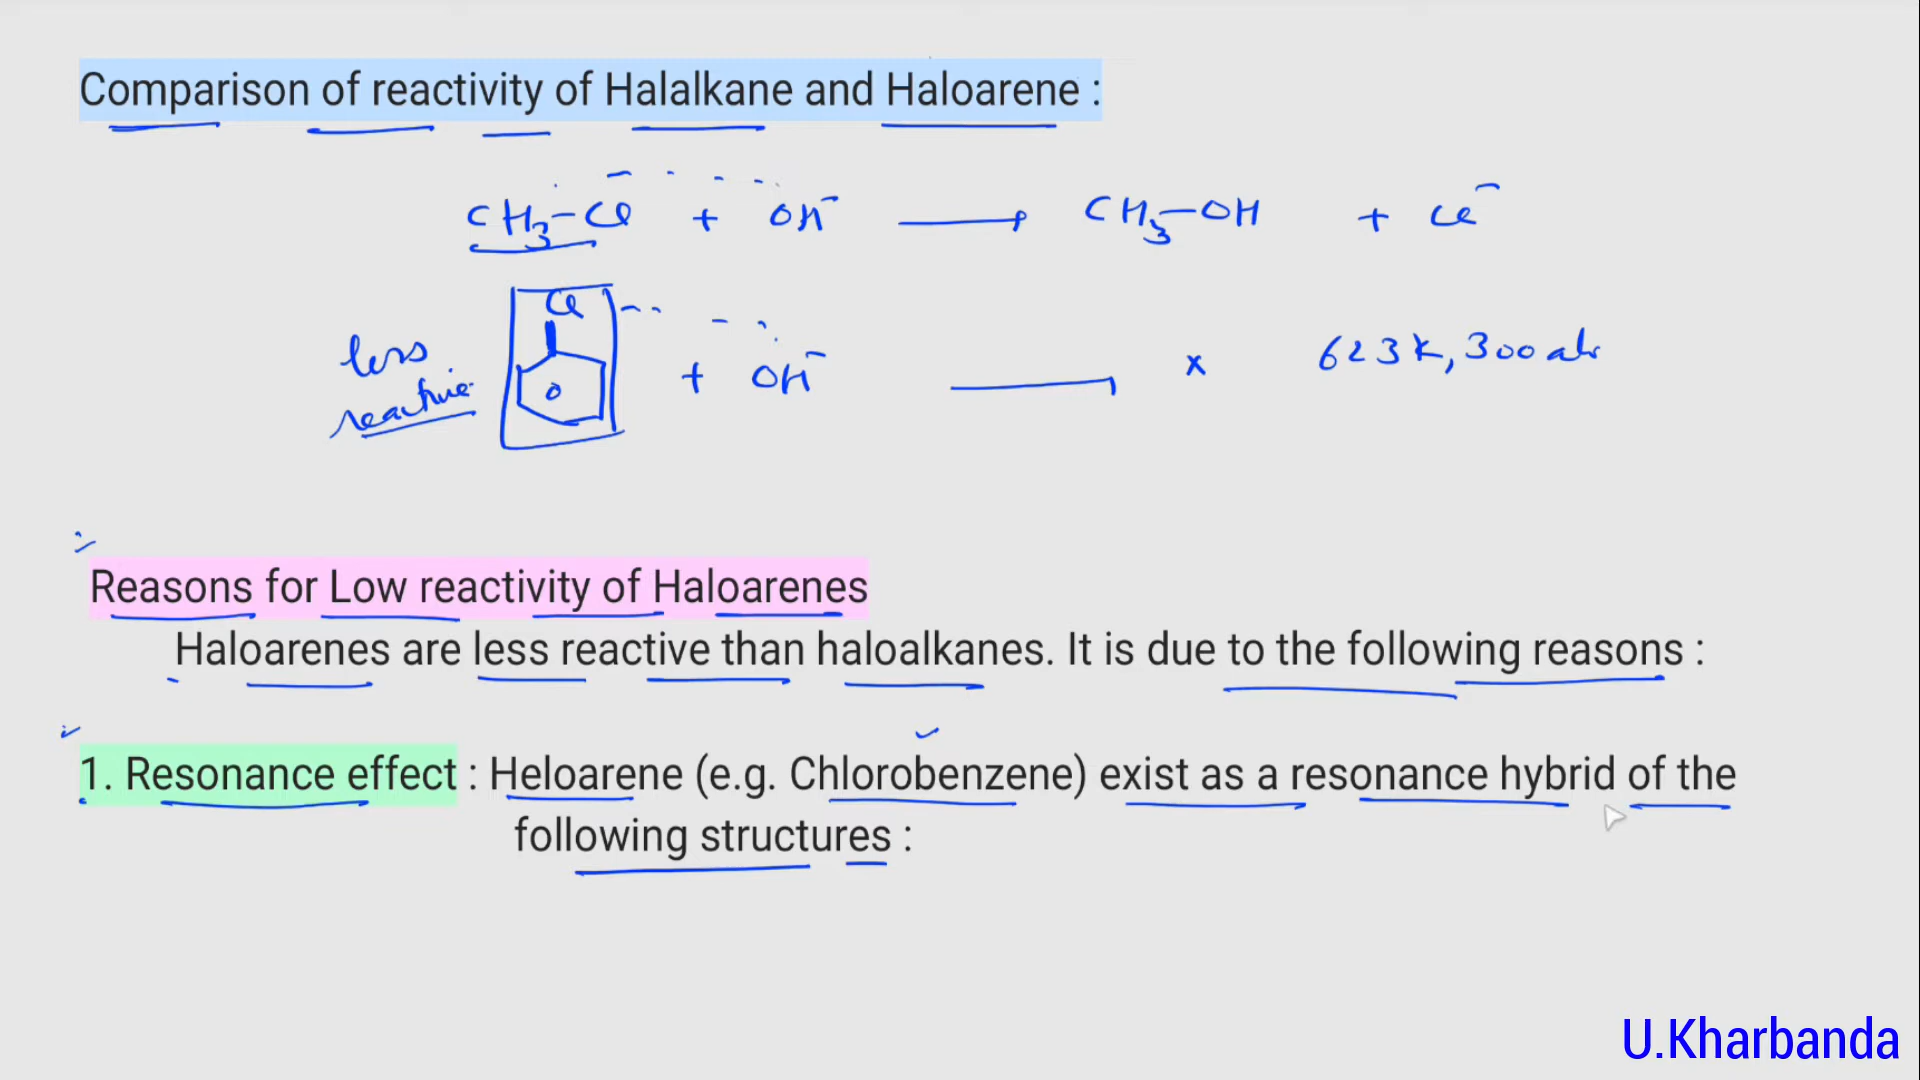 Comparison of reactivity of Halalkane and Haloarene :
CH₃-Cl + OH⁻ → CH₃-OH + Cl⁻
Cl
less
reactive
+ OH⁻ → x 623 K, 300 atm
Reasons for Low reactivity of Haloarenes
Haloarenes are less reactive than haloalkanes. It is due to the following reasons :
1. Resonance effect : Heloarene (e.g. Chlorobenzene) exist as a resonance hybrid of the
following structures :
U.Kharbanda